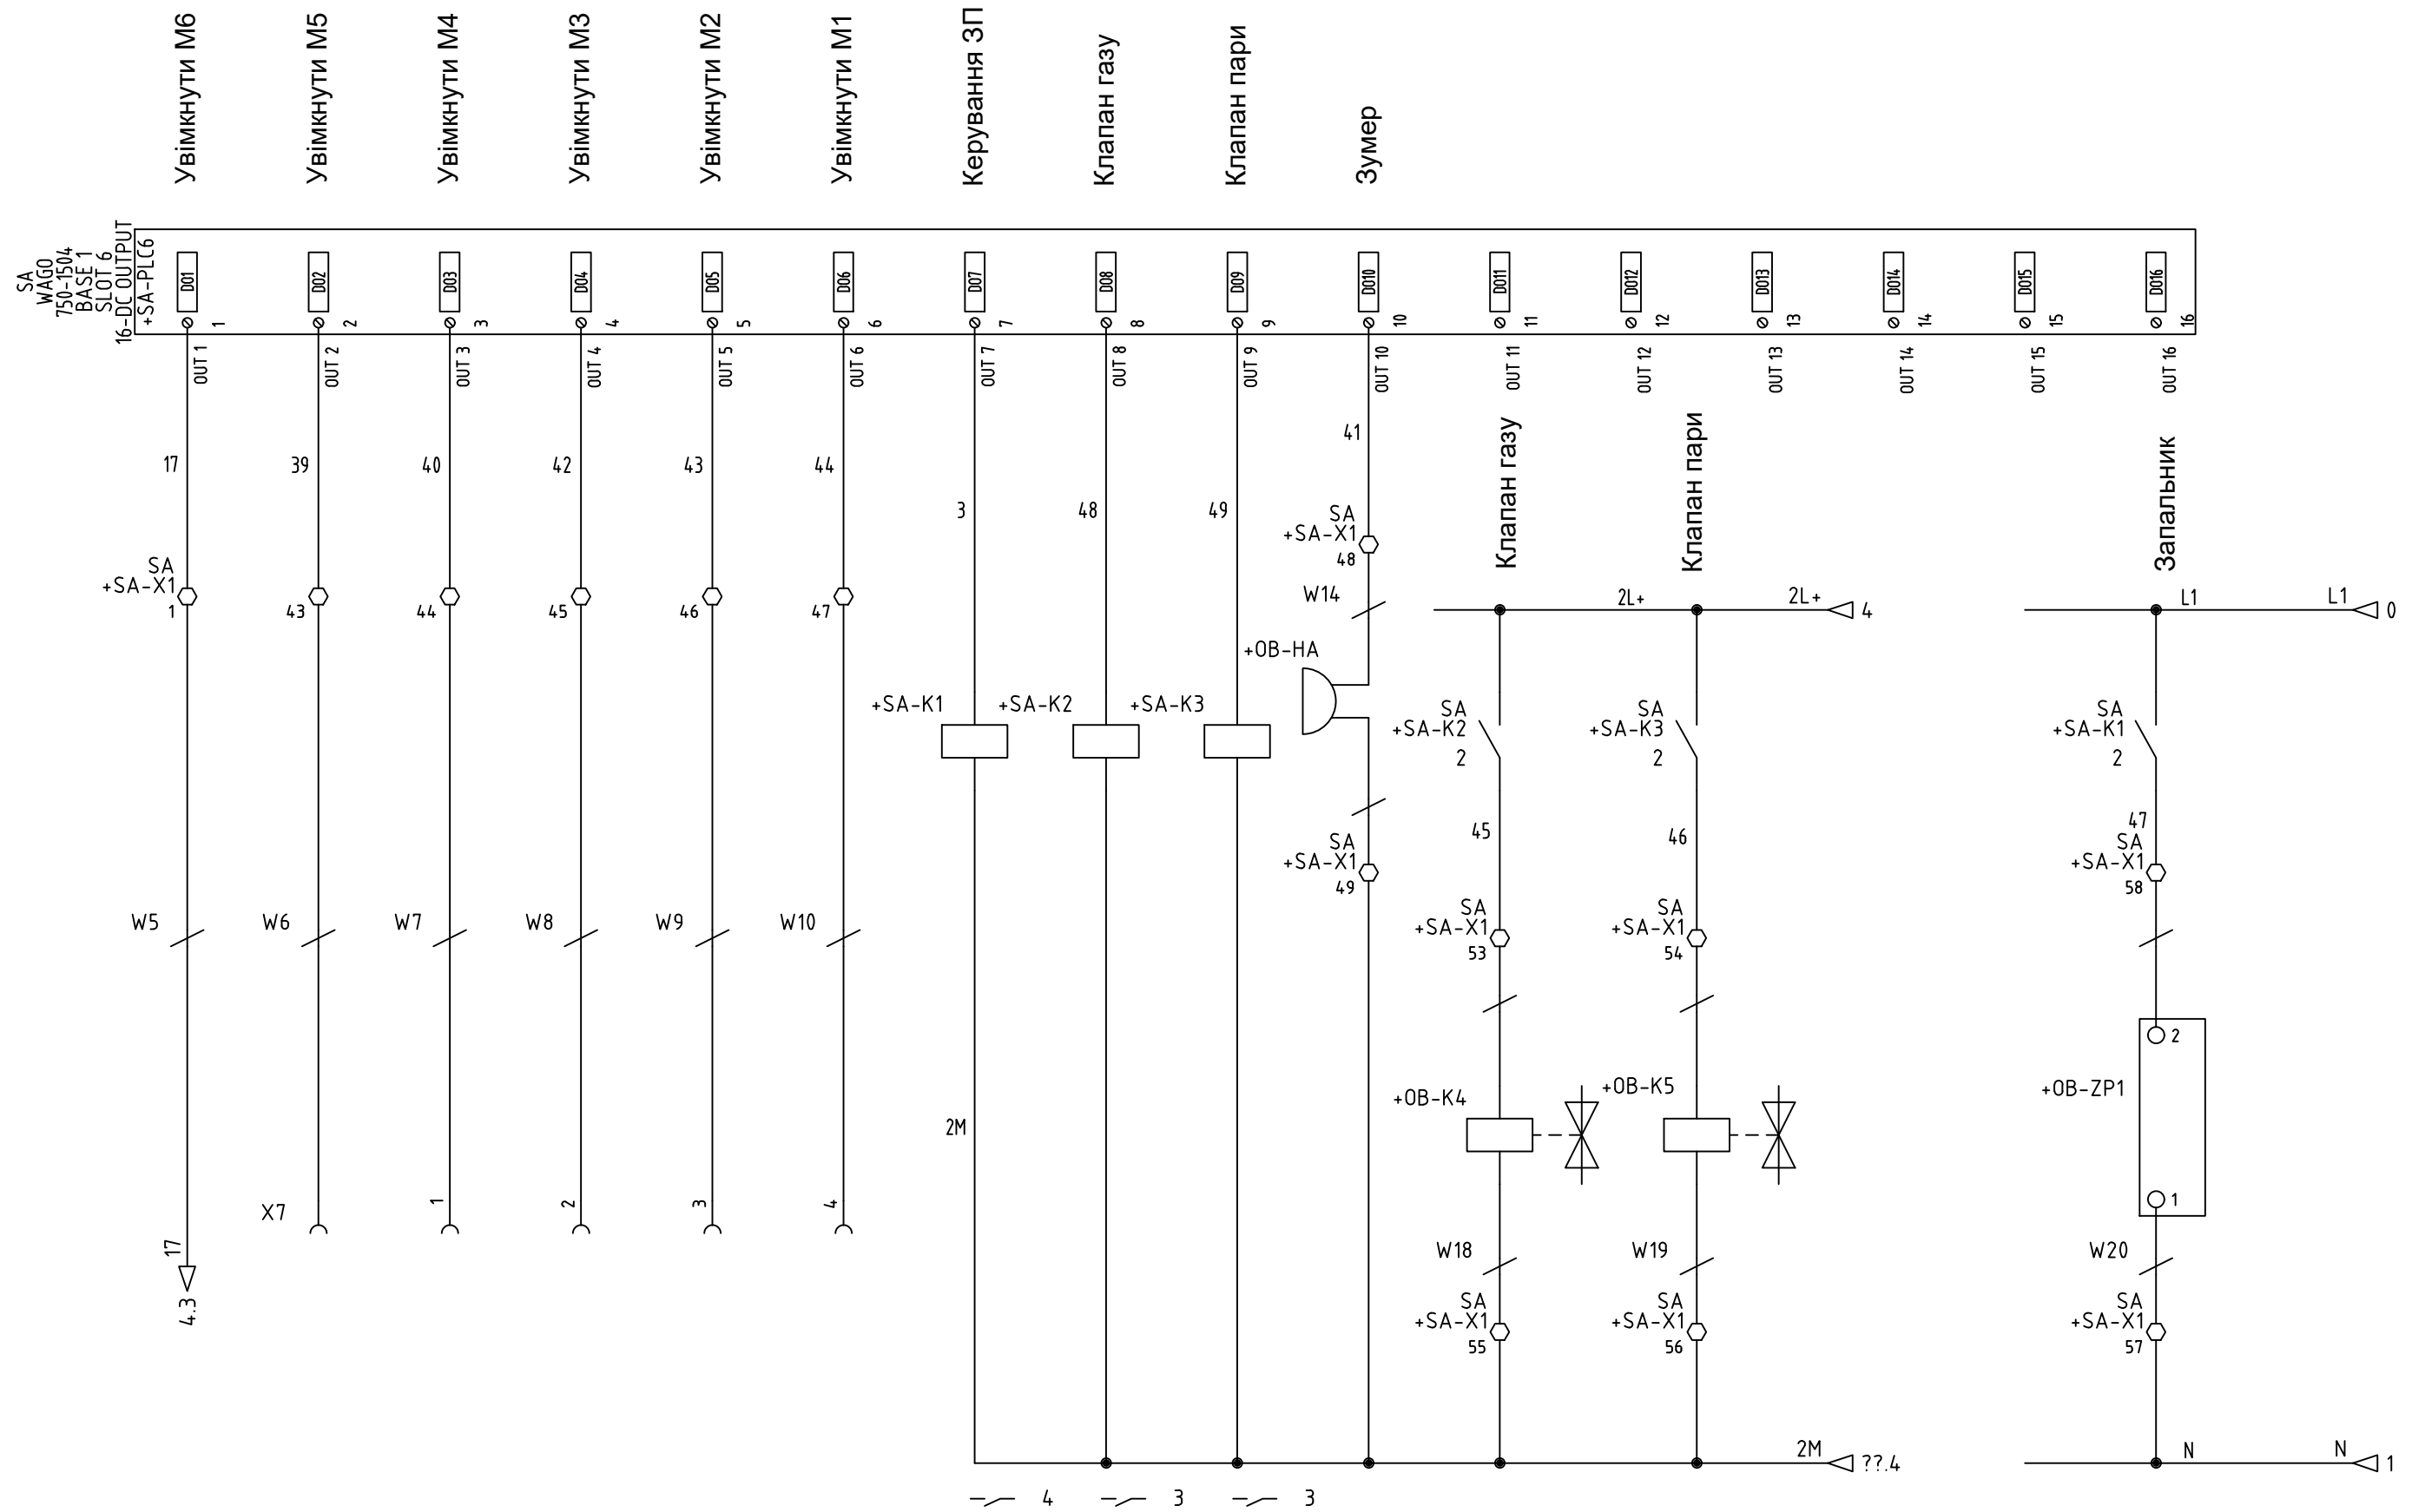 Увімкнути М6
Увімкнути М5
Увімкнути М4
Увімкнути М3
Увімкнути М2
Увімкнути М1
Керування ЗП
Клапан газу
Клапан пари
Зумер
SA
WAGO
750-1504
BASE 1
SLOT 6
16-DC OUTPUT
+SA-PLC6
DO1
DO2
DO3
DO4
DO5
DO6
DO7
DO8
DO9
DO10
DO11
DO12
DO13
DO14
DO15
DO16
1
2
3
4
5
6
7
8
9
10
11
12
13
14
15
16
OUT 1
OUT 2
OUT 3
OUT 4
OUT 5
OUT 6
OUT 7
OUT 8
OUT 9
OUT 10
OUT 11
OUT 12
OUT 13
OUT 14
OUT 15
OUT 16
Клапан газу
Клапан пари
Запальник
41
17
39
40
42
43
44
3
48
49
SA
+SA-X1
48
SA
+SA-X1
1
43
44
45
46
47
W14
2L+
2L+
4
L1
L1
0
+OB-HA
+SA-K1
+SA-K2
+SA-K3
SA
+SA-K2
2
SA
+SA-K3
2
SA
+SA-K1
2
45
46
47
SA
+SA-X1
49
SA
+SA-X1
58
SA
+SA-X1
53
SA
+SA-X1
54
W5
W6
W7
W8
W9
W10
2
+OB-K4
+OB-K5
+OB-ZP1
2M
1
X7
1
2
3
4
17
4.3
W18
W19
W20
SA
+SA-X1
55
SA
+SA-X1
56
SA
+SA-X1
57
2M
??.4
N
N
1
4
3
3